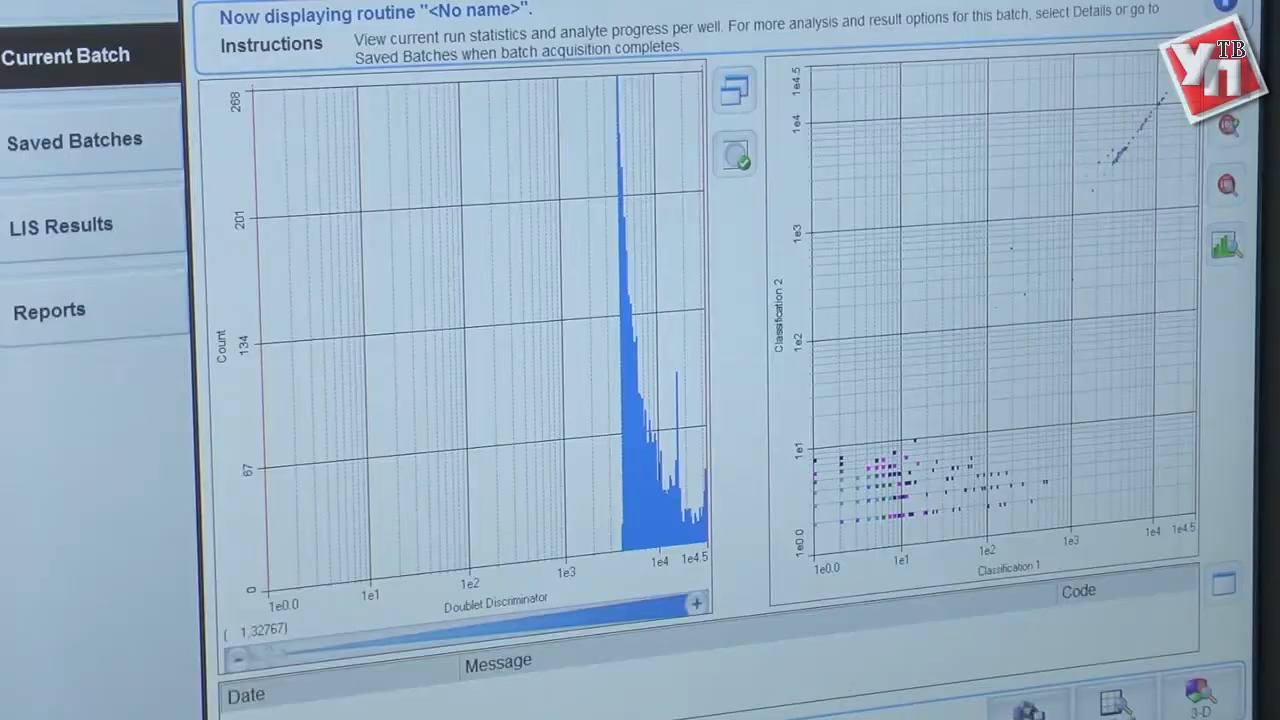 Now displaying routine "<No name>".
Instructions
View current run statistics and analyte progress per well. For more analysis and result options for this batch, select Details or go to
Saved Batches when batch acquisition completes.
Current Batch
Saved Batches
LIS Results
Reports
268
201
134
67
0
Count
1e0.0
1e1
1e2
1e3
1e4
1e4.5
Doublet Discriminator
( 1,32767)
-
+
1e4.5
1e4
1e3
1e2
1e1
1e0.0
Classification 2
1e0.0
1e1
1e2
1e3
1e4
1e4.5
Classification 1
Date
Message
Code
3-D
УП
ТВ